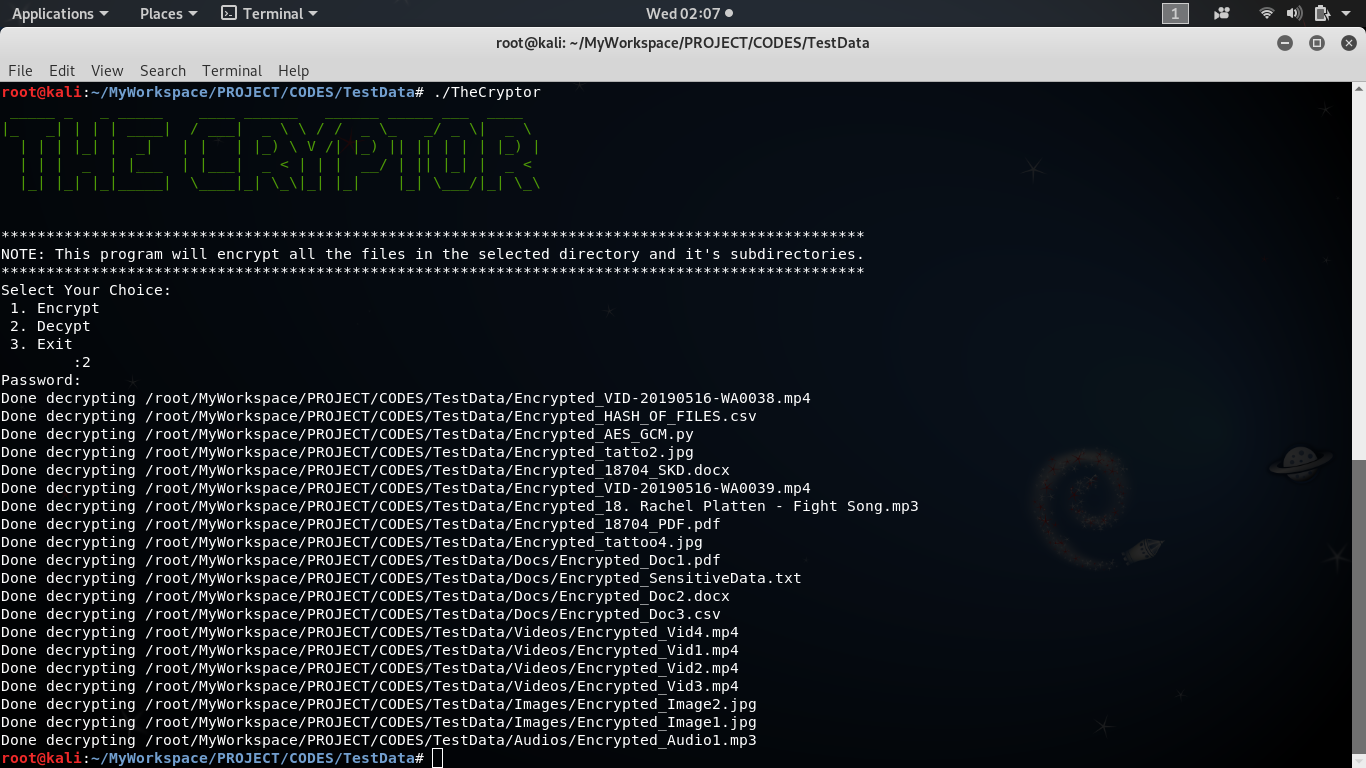 Applications Places Terminal Wed 02:07 1
root@kali: ~/MyWorkspace/PROJECT/CODES/TestData
File Edit View Search Terminal Help
root@kali:~/MyWorkspace/PROJECT/CODES/TestData# ./TheCryptor
THE CRYPTOR
************************************************************************************************
NOTE: This program will encrypt all the files in the selected directory and it's subdirectories.
************************************************************************************************
Select Your Choice:
1. Encrypt
2. Decypt
3. Exit
:2
Password:
Done decrypting /root/MyWorkspace/PROJECT/CODES/TestData/Encrypted_VID-20190516-WA0038.mp4
Done decrypting /root/MyWorkspace/PROJECT/CODES/TestData/Encrypted_HASH_OF_FILES.csv
Done decrypting /root/MyWorkspace/PROJECT/CODES/TestData/Encrypted_AES_GCM.py
Done decrypting /root/MyWorkspace/PROJECT/CODES/TestData/Encrypted_tatto2.jpg
Done decrypting /root/MyWorkspace/PROJECT/CODES/TestData/Encrypted_18704_SKD.docx
Done decrypting /root/MyWorkspace/PROJECT/CODES/TestData/Encrypted_VID-20190516-WA0039.mp4
Done decrypting /root/MyWorkspace/PROJECT/CODES/TestData/Encrypted_18. Rachel Platten - Fight Song.mp3
Done decrypting /root/MyWorkspace/PROJECT/CODES/TestData/Encrypted_18704_PDF.pdf
Done decrypting /root/MyWorkspace/PROJECT/CODES/TestData/Encrypted_tattoo4.jpg
Done decrypting /root/MyWorkspace/PROJECT/CODES/TestData/Docs/Encrypted_Doc1.pdf
Done decrypting /root/MyWorkspace/PROJECT/CODES/TestData/Docs/Encrypted_SensitiveData.txt
Done decrypting /root/MyWorkspace/PROJECT/CODES/TestData/Docs/Encrypted_Doc2.docx
Done decrypting /root/MyWorkspace/PROJECT/CODES/TestData/Docs/Encrypted_Doc3.csv
Done decrypting /root/MyWorkspace/PROJECT/CODES/TestData/Videos/Encrypted_Vid4.mp4
Done decrypting /root/MyWorkspace/PROJECT/CODES/TestData/Videos/Encrypted_Vid1.mp4
Done decrypting /root/MyWorkspace/PROJECT/CODES/TestData/Videos/Encrypted_Vid2.mp4
Done decrypting /root/MyWorkspace/PROJECT/CODES/TestData/Videos/Encrypted_Vid3.mp4
Done decrypting /root/MyWorkspace/PROJECT/CODES/TestData/Images/Encrypted_Image2.jpg
Done decrypting /root/MyWorkspace/PROJECT/CODES/TestData/Images/Encrypted_Image1.jpg
Done decrypting /root/MyWorkspace/PROJECT/CODES/TestData/Audios/Encrypted_Audio1.mp3
root@kali:~/MyWorkspace/PROJECT/CODES/TestData#